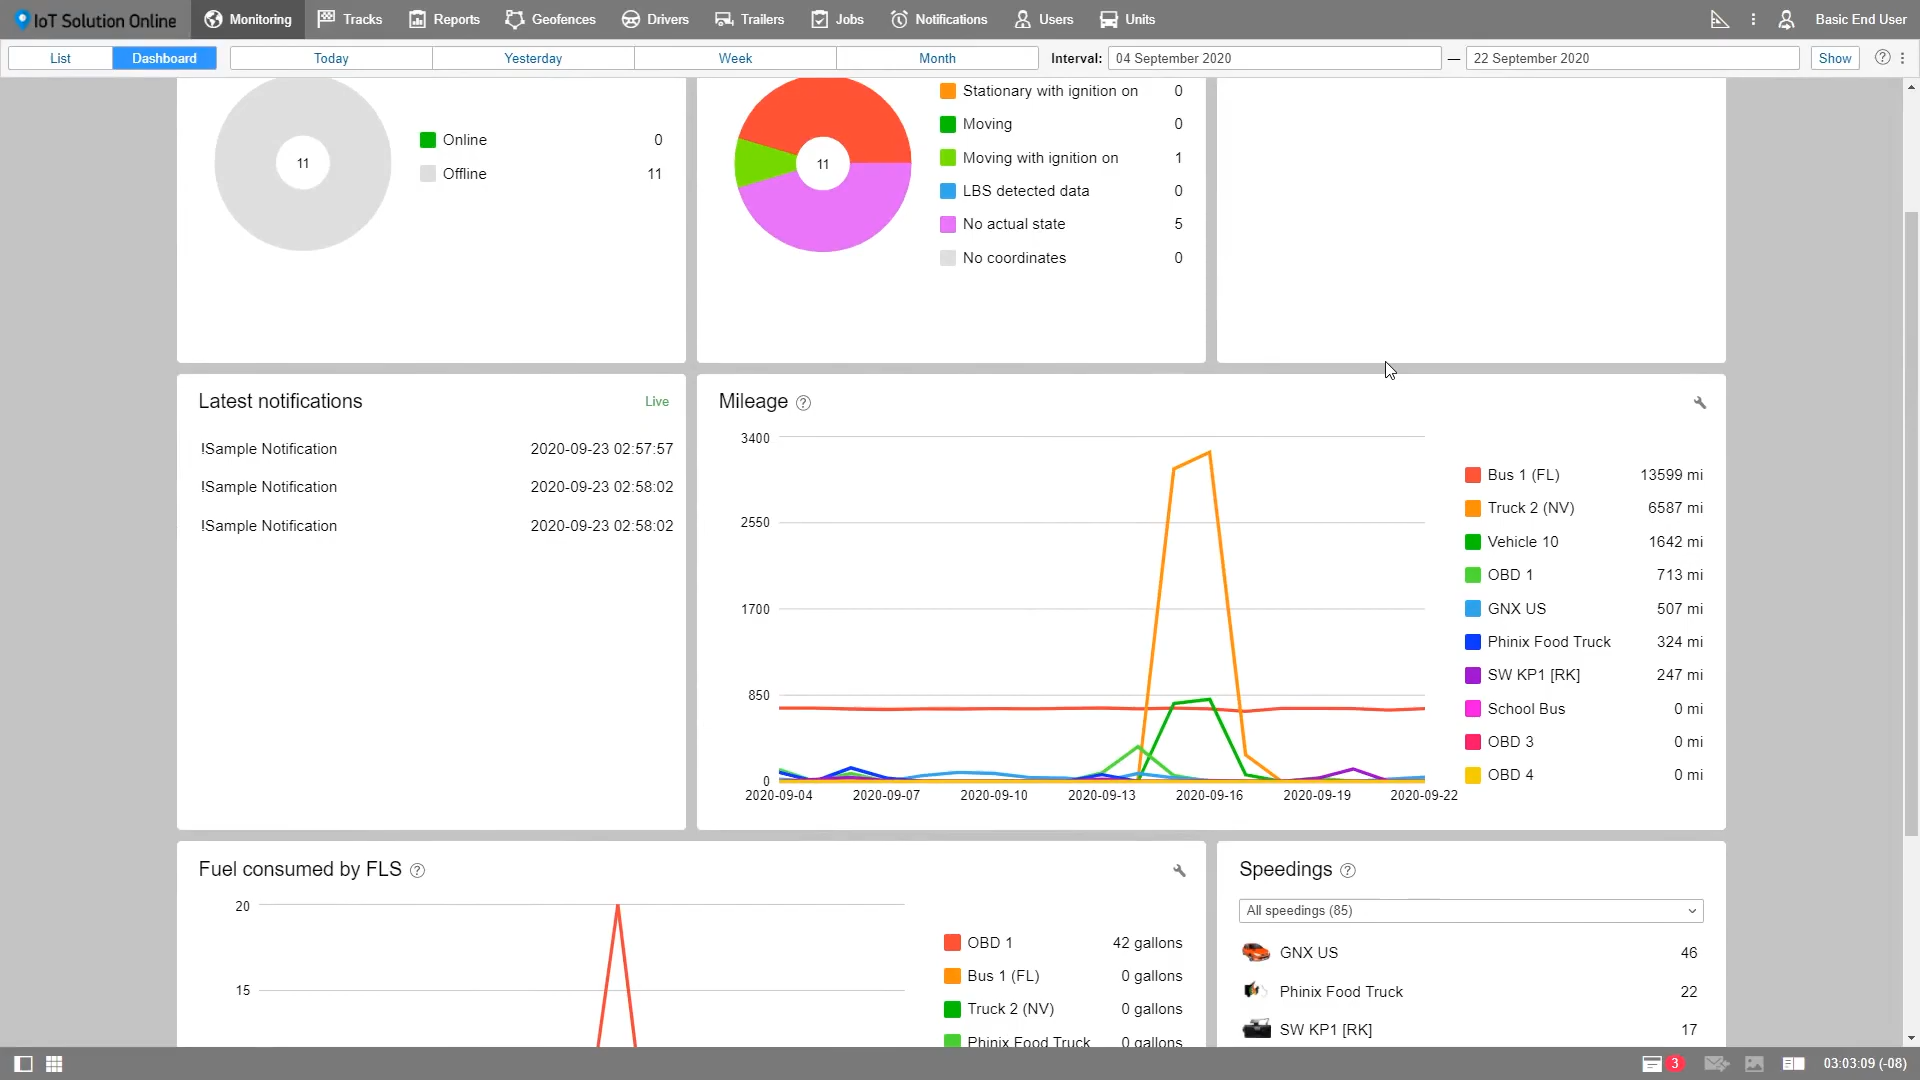 IoT Solution Online
Monitoring
Tracks
Reports
Geofences
Drivers
Trailers
Jobs
Notifications
Users
Units
Basic End User
List
Dashboard
Today
Yesterday
Week
Month
Interval:
04 September 2020
—
22 September 2020
Show
11
Online 0
Offline 11
11
Stationary with ignition on 0
Moving 0
Moving with ignition on 1
LBS detected data 0
No actual state 5
No coordinates 0
Latest notifications
Live
!Sample Notification 2020-09-23 02:57:57
!Sample Notification 2020-09-23 02:58:02
!Sample Notification 2020-09-23 02:58:02
Mileage ?
3400
2550
1700
850
0
2020-09-04 2020-09-07 2020-09-10 2020-09-13 2020-09-16 2020-09-19 2020-09-22
Bus 1 (FL) 13599 mi
Truck 2 (NV) 6587 mi
Vehicle 10 1642 mi
OBD 1 713 mi
GNX US 507 mi
Phinix Food Truck 324 mi
SW KP1 [RK] 247 mi
School Bus 0 mi
OBD 3 0 mi
OBD 4 0 mi
Fuel consumed by FLS ?
20
15
OBD 1 42 gallons
Bus 1 (FL) 0 gallons
Truck 2 (NV) 0 gallons
Phinix Food Truck 0 gallons
Speedings ?
All speedings (85)
GNX US 46
Phinix Food Truck 22
SW KP1 [RK] 17
3
03:03:09 (-08)